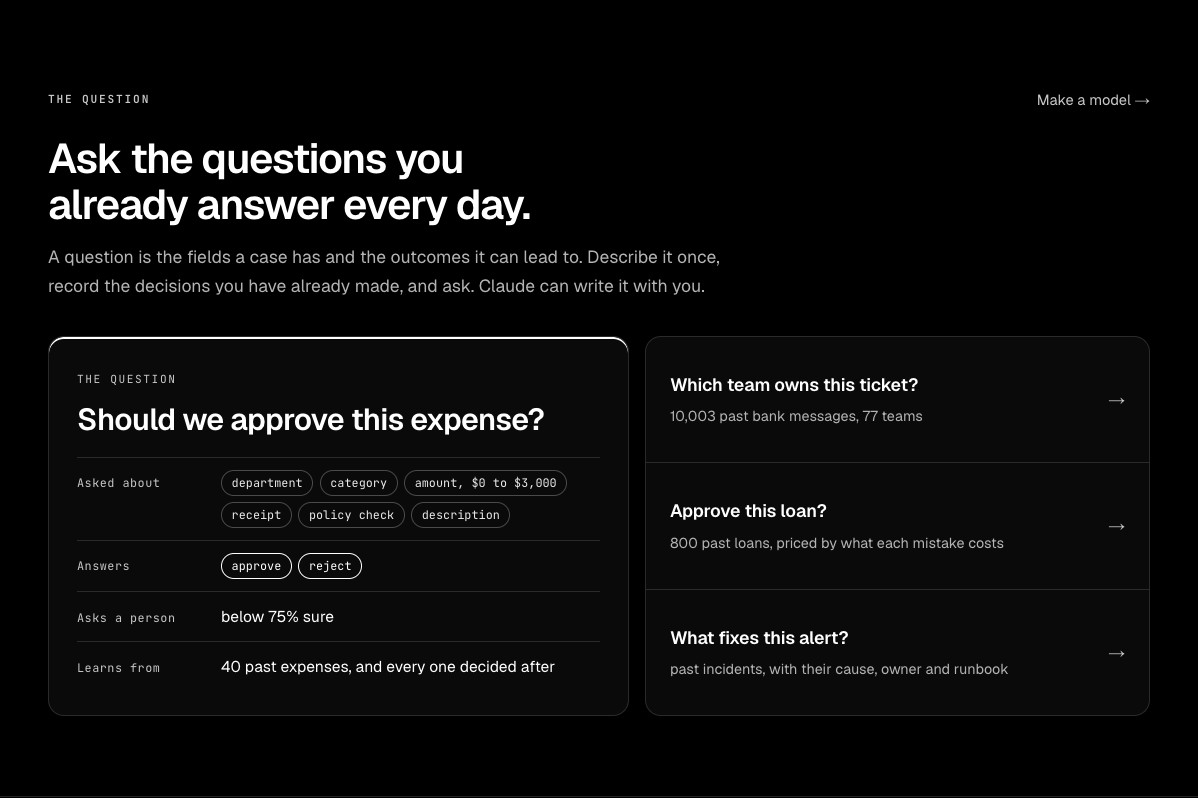 THE QUESTION
Make a model →
Ask the questions you
already answer every day.
A question is the fields a case has and the outcomes it can lead to. Describe it once,
record the decisions you have already made, and ask. Claude can write it with you.
THE QUESTION
Should we approve this expense?
Asked about
department
category
amount, $0 to $3,000
receipt
policy check
description
Answers
approve
reject
Asks a person
below 75% sure
Learns from
40 past expenses, and every one decided after
Which team owns this ticket?
10,003 past bank messages, 77 teams
→
Approve this loan?
800 past loans, priced by what each mistake costs
→
What fixes this alert?
past incidents, with their cause, owner and runbook
→